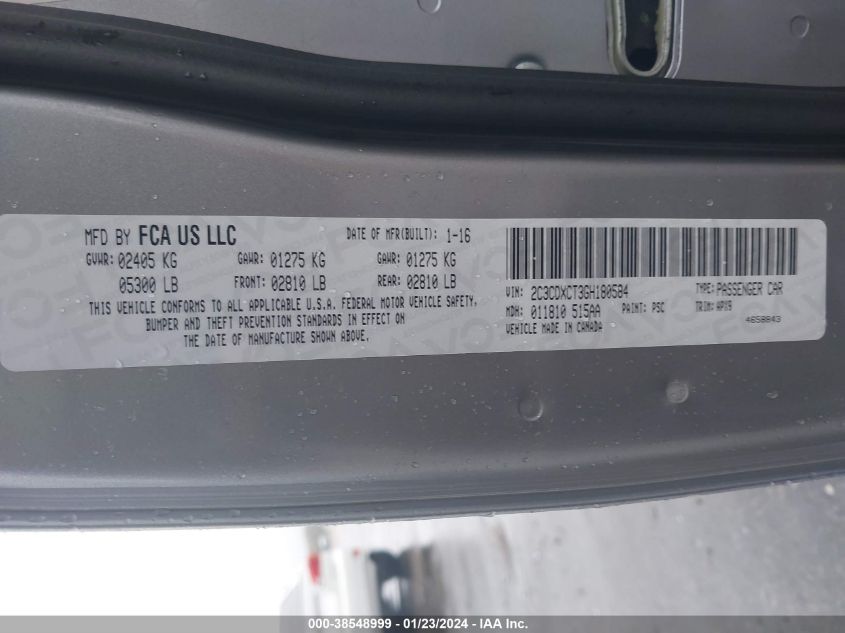 MFD BY FCA US LLC DATE OF MFR(BUILT): 1-16
GVWR: 02405 KG GAWR: 01275 KG GAWR: 01275 KG
05300 LB FRONT: 02810 LB REAR: 02810 LB
THIS VEHICLE CONFORMS TO ALL APPLICABLE U.S.A. FEDERAL MOTOR VEHICLE SAFETY,
BUMPER AND THEFT PREVENTION STANDARDS IN EFFECT ON
THE DATE OF MANUFACTURE SHOWN ABOVE.
VIN: 2C3CDXCT3GH180584 TYPE: PASSENGER CAR
MDH: 011810 515AA PAINT: PSC TRIM: APX9
VEHICLE MADE IN CANADA 4658843
000-38548999 - 01/23/2024 - IAA Inc.